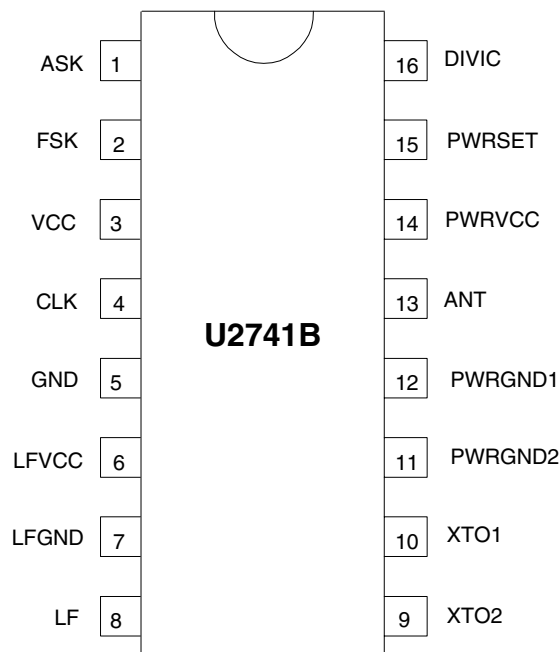 ASK 1 16 DIVIC
FSK 2 15 PWRSET
VCC 3 14 PWRVCC
CLK 4 13 ANT
U2741B
GND 5 12 PWRGND1
LFVCC 6 11 PWRGND2
LFGND 7 10 XTO1
LF 8 9 XTO2